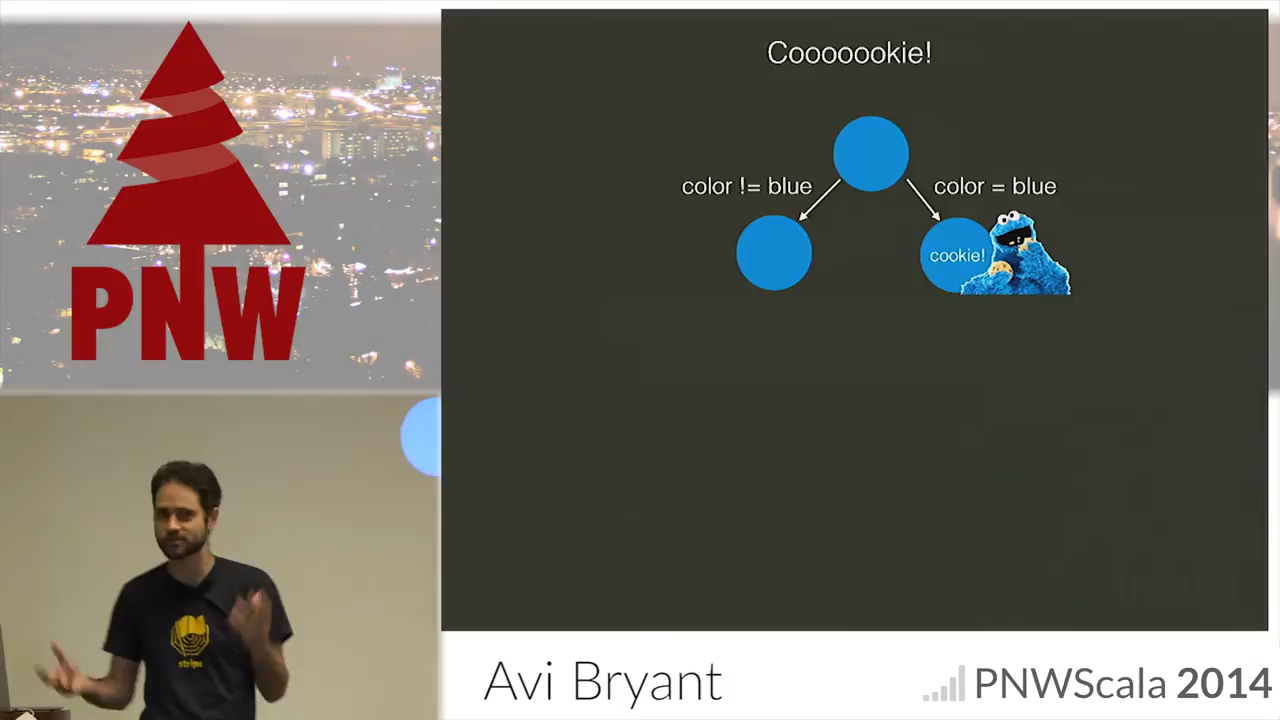 PNW
Cooooookie!
color != blue
color = blue
cookie!
stripe
Avi Bryant
PNWScala 2014